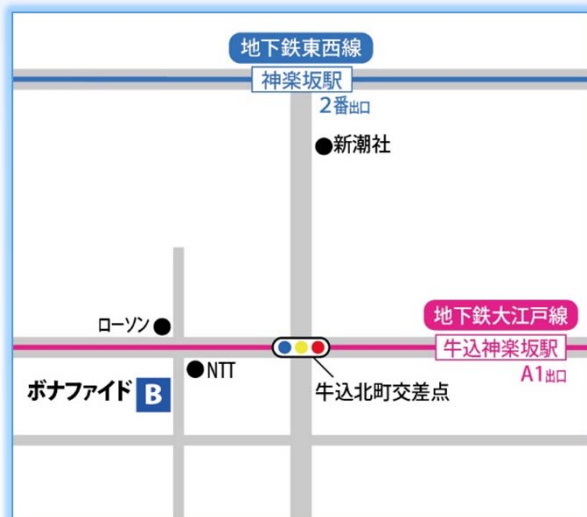 地下鉄東西線
神楽坂駅
2番出口
新潮社
地下鉄大江戸線
ローソン
牛込神楽坂駅
NTT
A1出口
牛込北町交差点
ボナファイド B